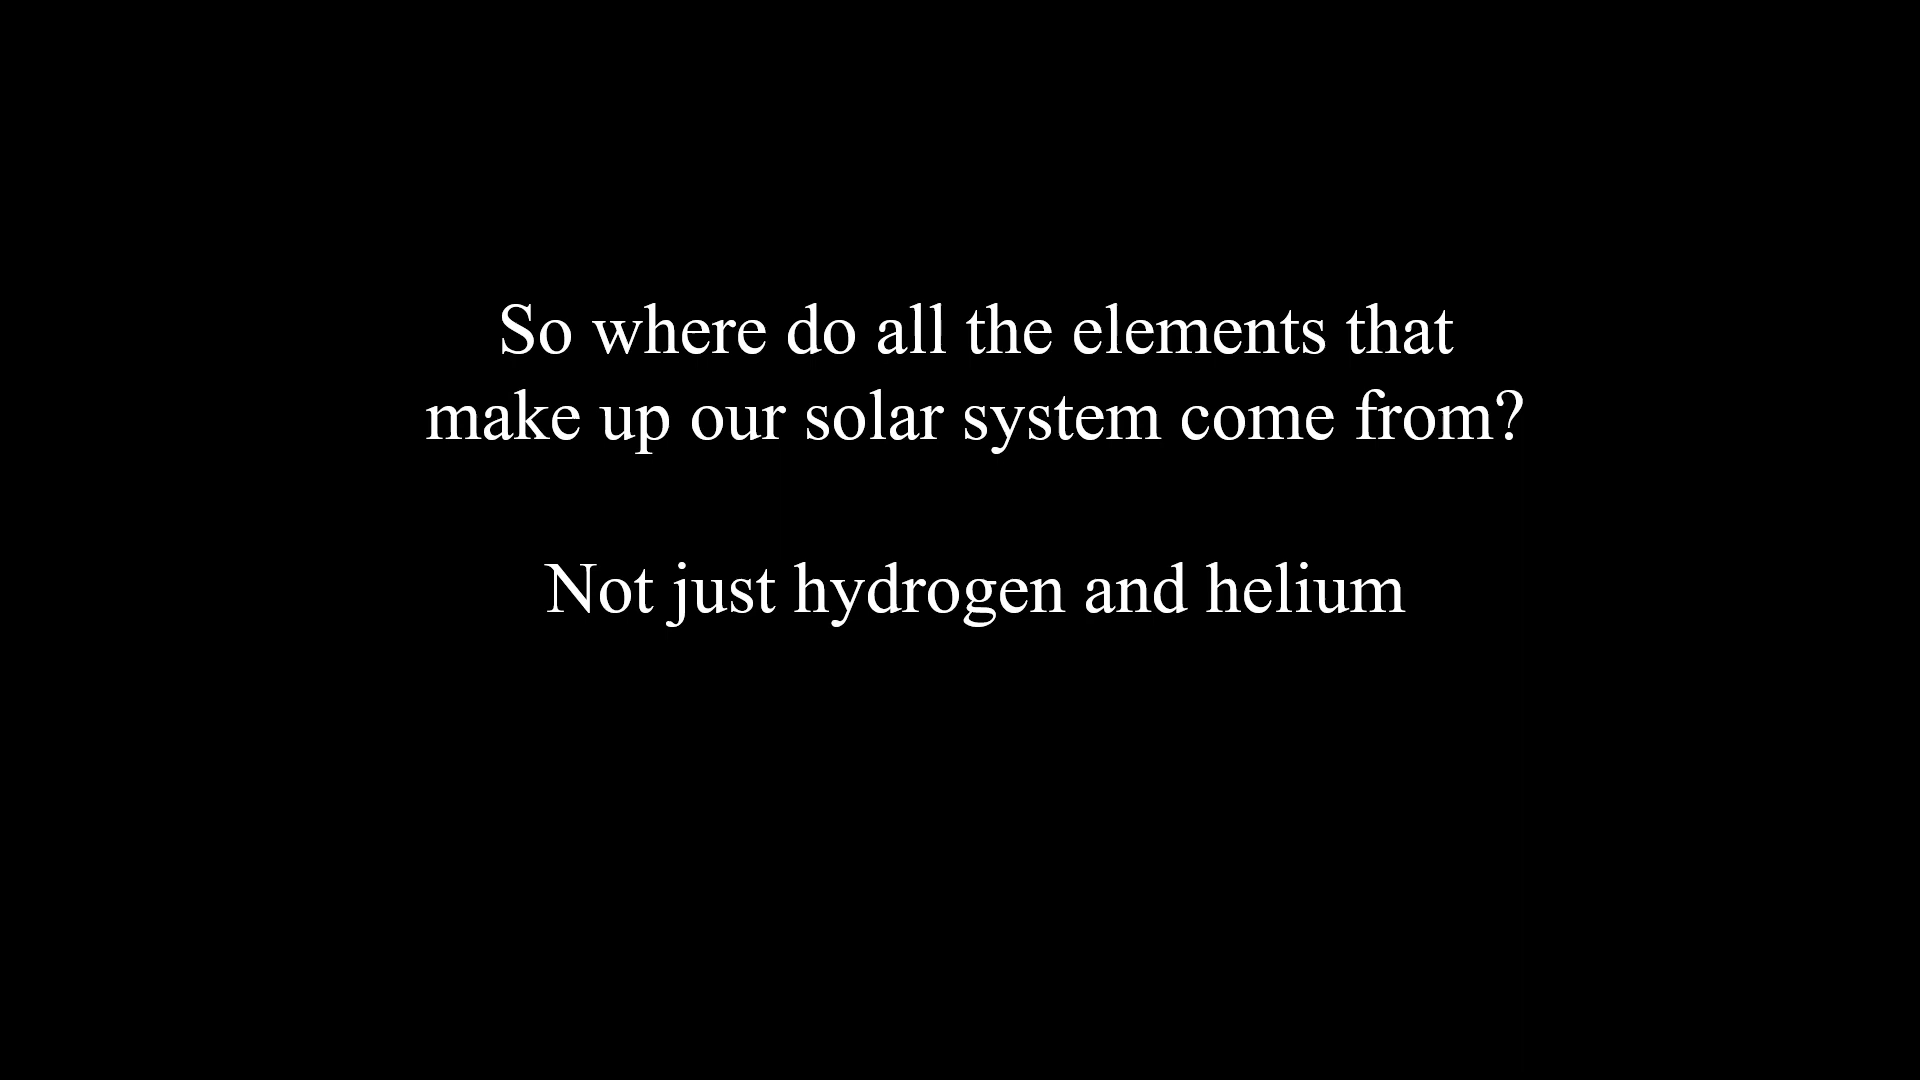 So where do all the elements that
make up our solar system come from?
Not just hydrogen and helium